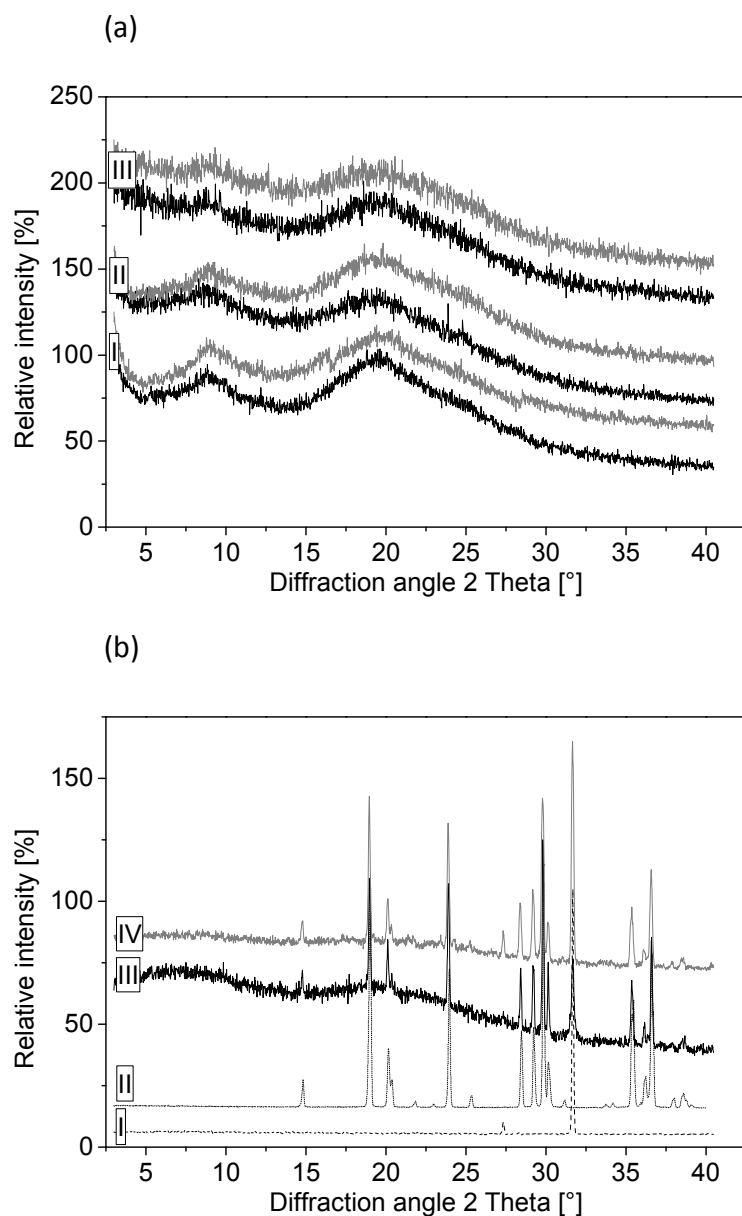 (a)
250
200
150
100
50
0
Relative intensity [%]
III
II
I
5 10 15 20 25 30 35 40
Diffraction angle 2 Theta [°]
(b)
150
100
50
0
Relative intensity [%]
IV
III
II
I
5 10 15 20 25 30 35 40
Diffraction angle 2 Theta [°]